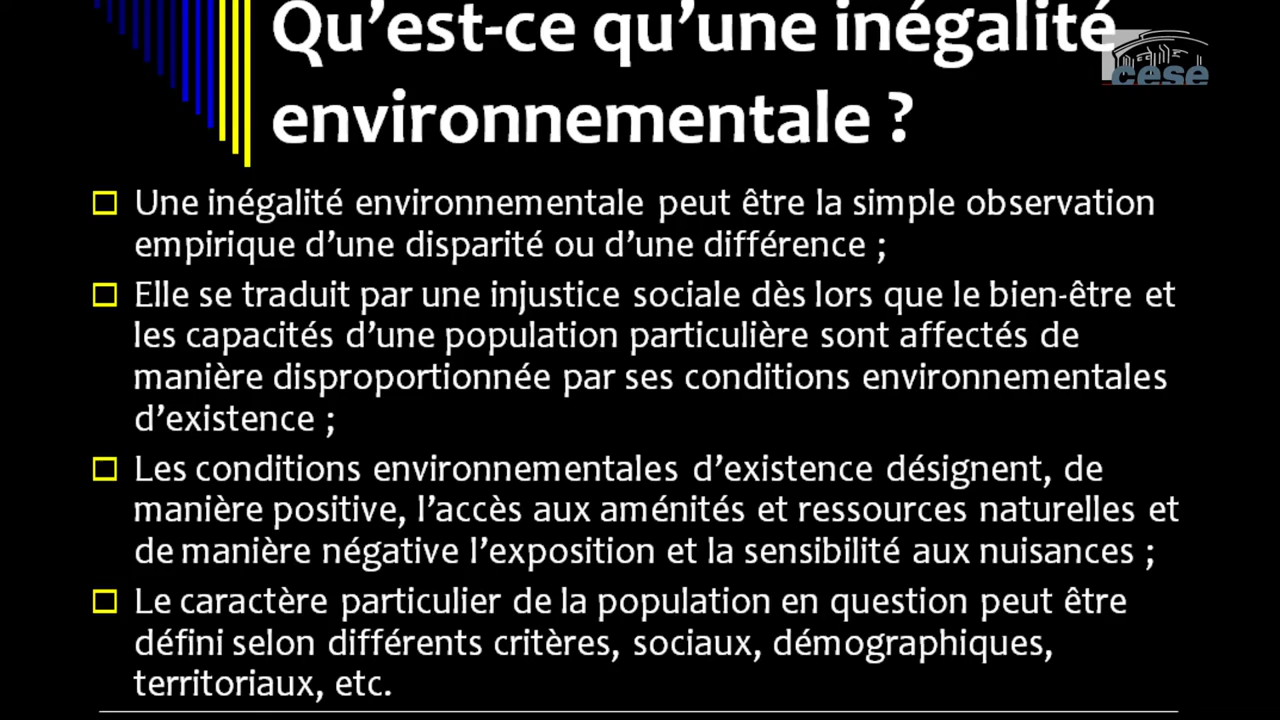 Qu’est-ce qu’une inégalité
environnementale ?
cese
Une inégalité environnementale peut être la simple observation
empirique d’une disparité ou d’une différence ;
Elle se traduit par une injustice sociale dès lors que le bien-être et
les capacités d’une population particulière sont affectés de
manière disproportionnée par ses conditions environnementales
d’existence ;
Les conditions environnementales d’existence désignent, de
manière positive, l’accès aux aménités et ressources naturelles et
de manière négative l’exposition et la sensibilité aux nuisances ;
Le caractère particulier de la population en question peut être
défini selon différents critères, sociaux, démographiques,
territoriaux, etc.